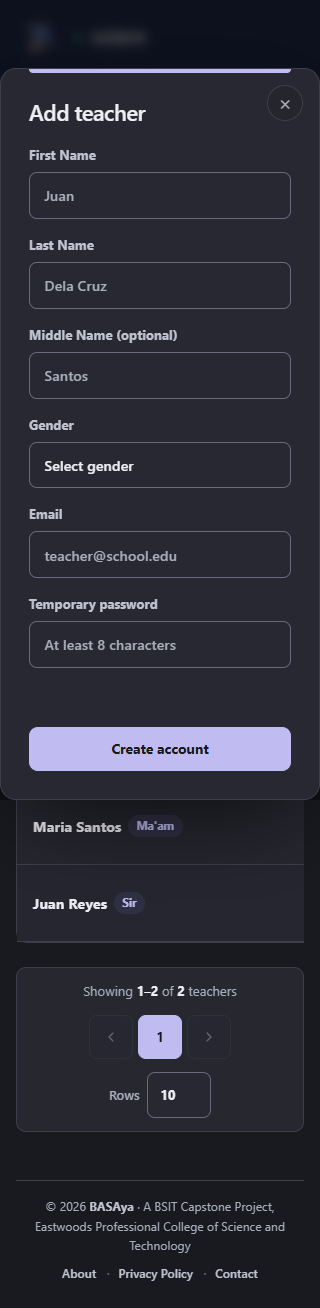 Add teacher
First Name
Juan
Last Name
Dela Cruz
Middle Name (optional)
Santos
Gender
Select gender
Email
teacher@school.edu
Temporary password
At least 8 characters
Create account
Maria Santos Ma'am
Juan Reyes Sir
Showing 1–2 of 2 teachers
1
Rows 10
© 2026 BASAya · A BSIT Capstone Project,
Eastwoods Professional College of Science and
Technology
About · Privacy Policy · Contact